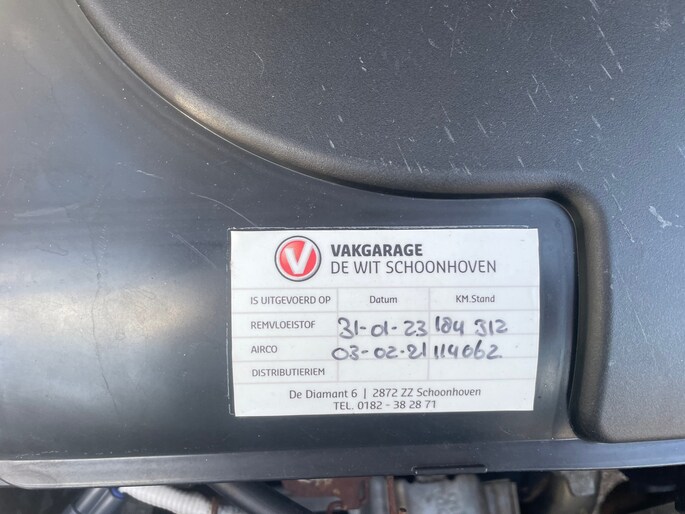 V VAKGARAGE
DE WIT SCHOONHOVEN
IS UITGEVOERD OP Datum KM.Stand
REMVLOEISTOF 31-01-23 184 312
AIRCO 03-02-21 114062
DISTRIBUTIERIEM
De Diamant 6 | 2872 ZZ Schoonhoven
TEL. 0182 - 38 28 71